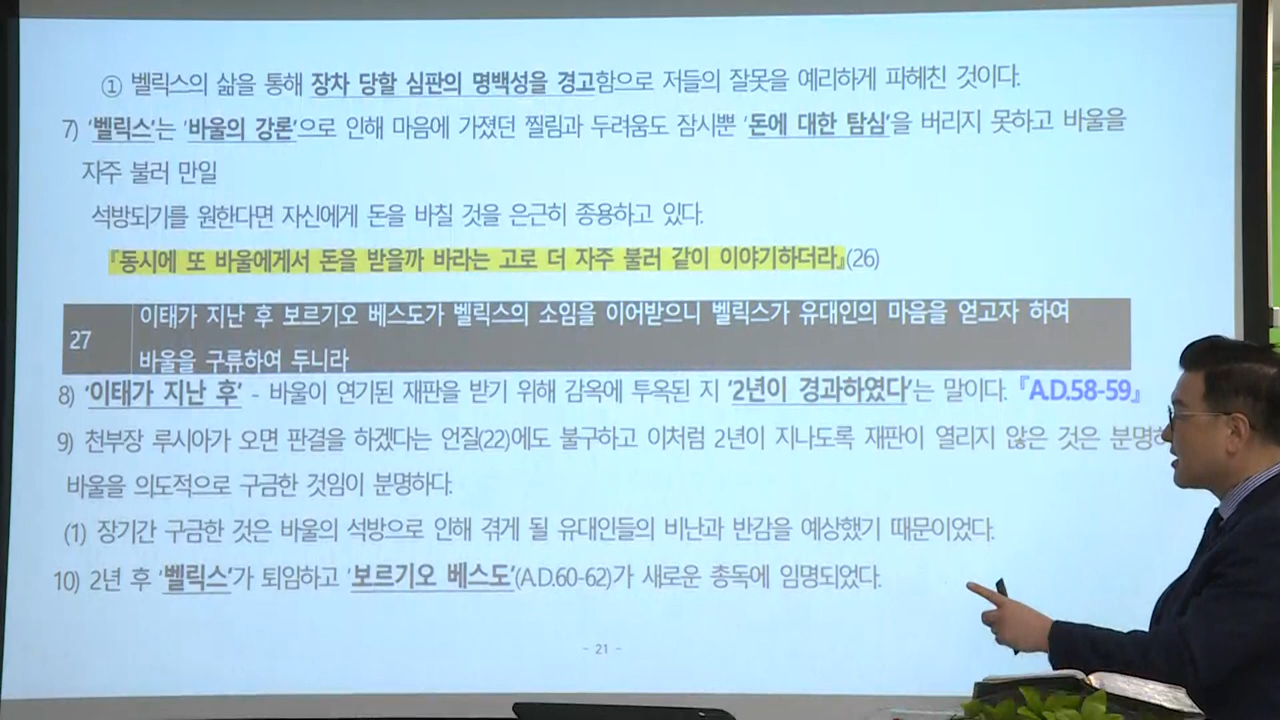 ① 벨릭스의 삶을 통해 장차 당할 심판의 명백성을 경고함으로 저들의 잘못을 예리하게 파헤친 것이다.
7) ‘벨릭스’는 ‘바울의 강론’으로 인해 마음에 가졌던 찔림과 두려움도 잠시뿐 ‘돈에 대한 탐심’을 버리지 못하고 바울을
자주 불러 만일
석방되기를 원한다면 자신에게 돈을 바칠 것을 은근히 종용하고 있다.
『동시에 또 바울에게서 돈을 받을까 바라는 고로 더 자주 불러 같이 이야기하더라』(26)
27 이태가 지난 후 보르기오 베스도가 벨릭스의 소임을 이어받으니 벨릭스가 유대인의 마음을 얻고자 하여
바울을 구류하여 두니라
8) ‘이태가 지난 후’ - 바울이 연기된 재판을 받기 위해 감옥에 투옥된 지 ‘2년이 경과하였다’는 말이다. 『A.D.58-59』
9) 천부장 루시아가 오면 판결을 하겠다는 언질(22)에도 불구하고 이처럼 2년이 지나도록 재판이 열리지 않은 것은
바울을 의도적으로 구금한 것임이 분명하다.
(1) 장기간 구금한 것은 바울의 석방으로 인해 겪게 될 유대인들의 비난과 반감을 예상했기 때문이었다.
10) 2년 후 ‘벨릭스’가 퇴임하고 ‘보르기오 베스도’(A.D.60-62)가 새로운 총독에 임명되었다.
- 21 -